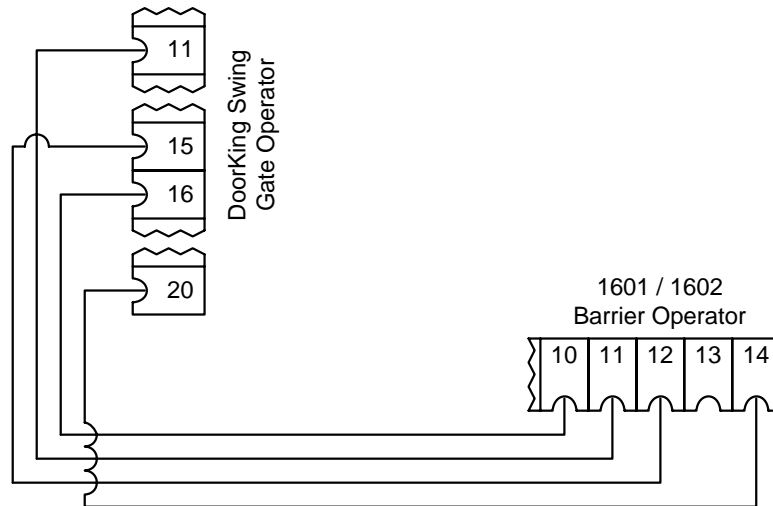 11
15
16
20
DoorKing Swing
Gate Operator
1601 / 1602
Barrier Operator
10 11 12 13 14